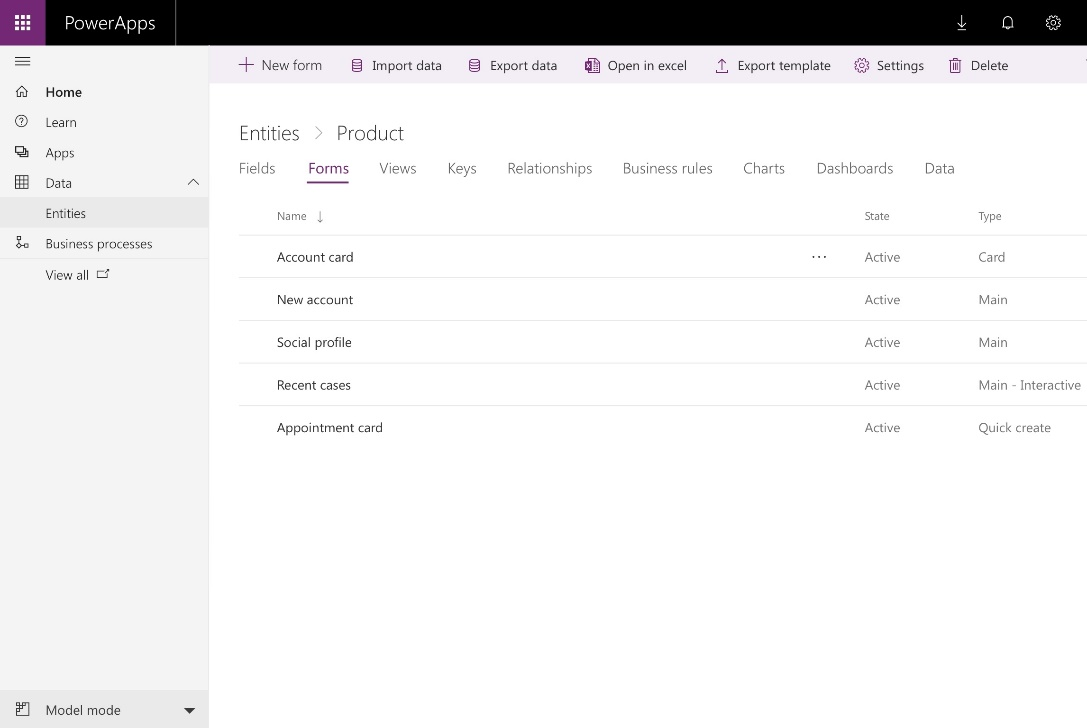 PowerApps
New form Import data Export data Open in excel Export template Settings Delete
Home
Learn
Apps
Data
Entities
Business processes
View all
Entities > Product
Fields Forms Views Keys Relationships Business rules Charts Dashboards Data
Name State Type
Account card ... Active Card
New account Active Main
Social profile Active Main
Recent cases Active Main - Interactive
Appointment card Active Quick create
Model mode